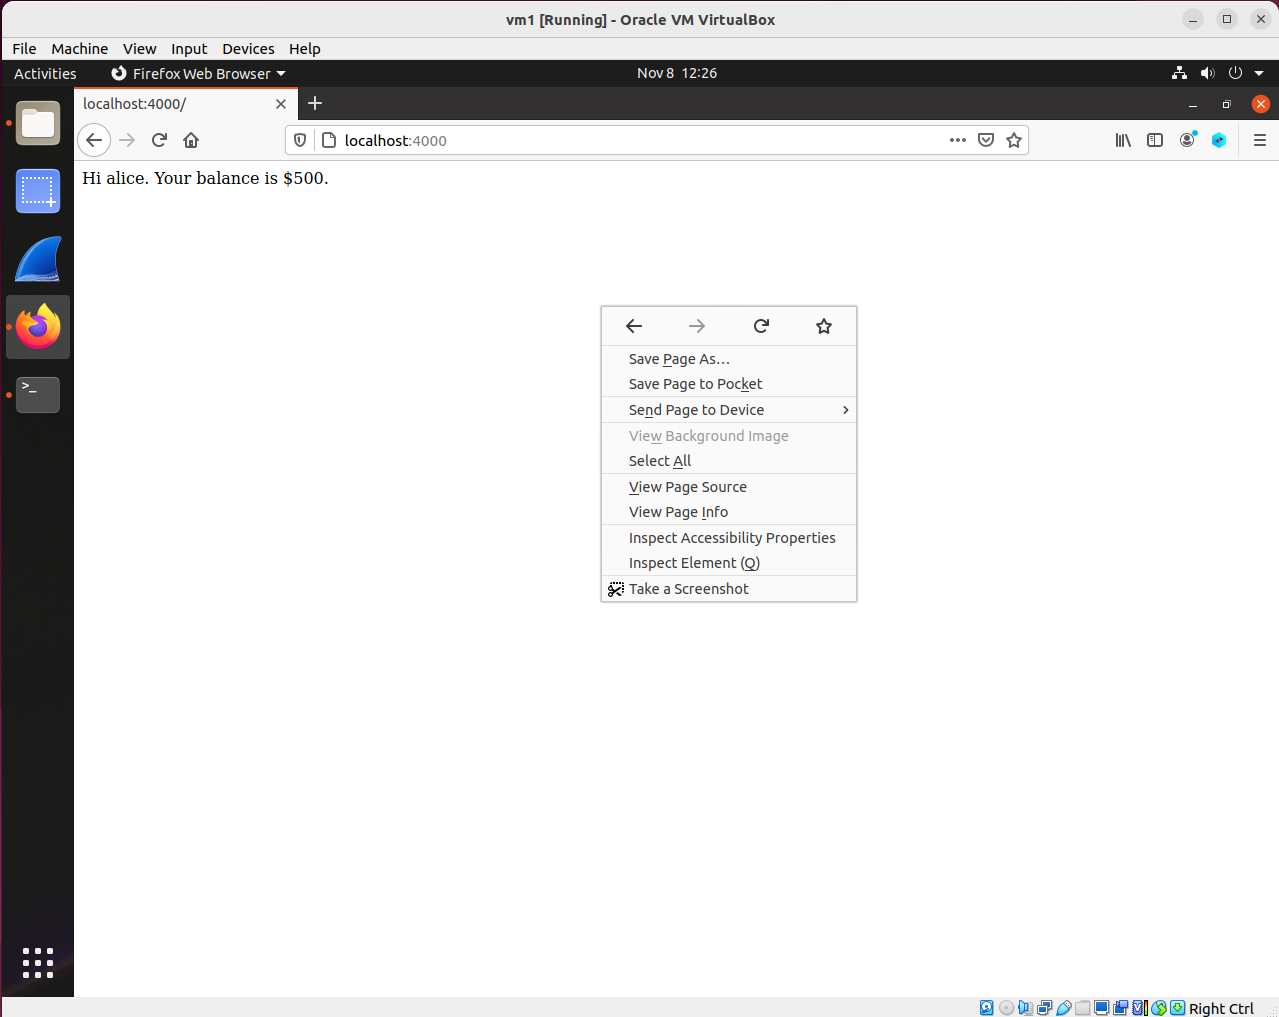 vm1 [Running] - Oracle VM VirtualBox
File Machine View Input Devices Help
Activities Firefox Web Browser Nov 8 12:26
localhost:4000/
localhost:4000
Hi alice. Your balance is $500.
Save Page As…
Save Page to Pocket
Send Page to Device
View Background Image
Select All
View Page Source
View Page Info
Inspect Accessibility Properties
Inspect Element (Q)
Take a Screenshot
>_
Right Ctrl